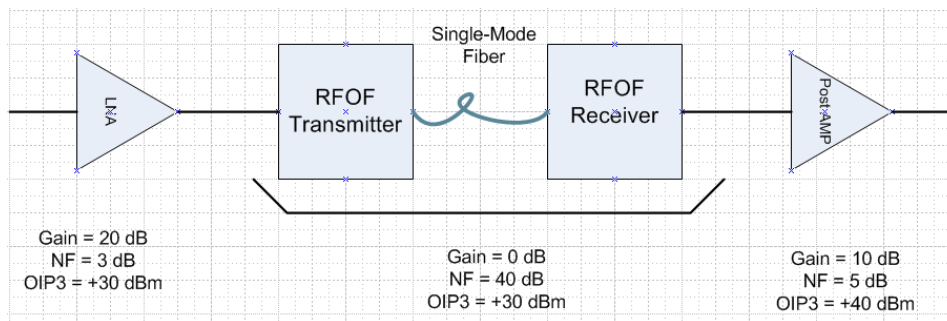 Single-Mode
Fiber
LNA
RFOF
Transmitter
RFOF
Receiver
Post AMP
Gain = 20 dB
NF = 3 dB
OIP3 = +30 dBm
Gain = 0 dB
NF = 40 dB
OIP3 = +30 dBm
Gain = 10 dB
NF = 5 dB
OIP3 = +40 dBm